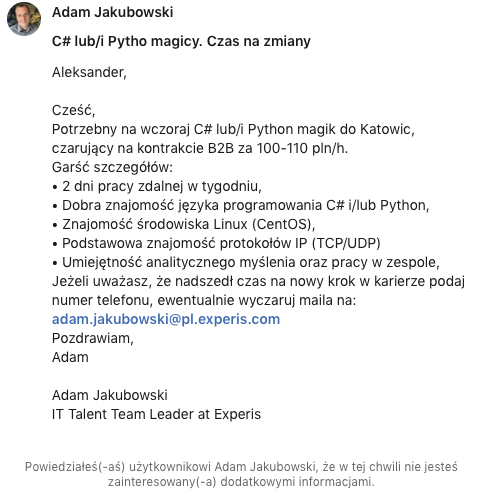 Adam Jakubowski
C# lub/i Pytho magicy. Czas na zmiany
Aleksander,
Cześć,
Potrzebny na wczoraj C# lub/i Python magik do Katowic,
czarujący na kontrakcie B2B za 100-110 pln/h.
Garść szczegółów:
• 2 dni pracy zdalnej w tygodniu,
• Dobra znajomość języka programowania C# i/lub Python,
• Znajomość środowiska Linux (CentOS),
• Podstawowa znajomość protokołów IP (TCP/UDP)
• Umiejętność analitycznego myślenia oraz pracy w zespole,
Jeżeli uważasz, że nadszedł czas na nowy krok w karierze podaj
numer telefonu, ewentualnie wyczaruj maila na:
adam.jakubowski@pl.experis.com
Pozdrawiam,
Adam
Adam Jakubowski
IT Talent Team Leader at Experis
Powiedziałeś(-aś) użytkownikowi Adam Jakubowski, że w tej chwili nie jesteś
zainteresowany(-a) dodatkowymi informacjami.